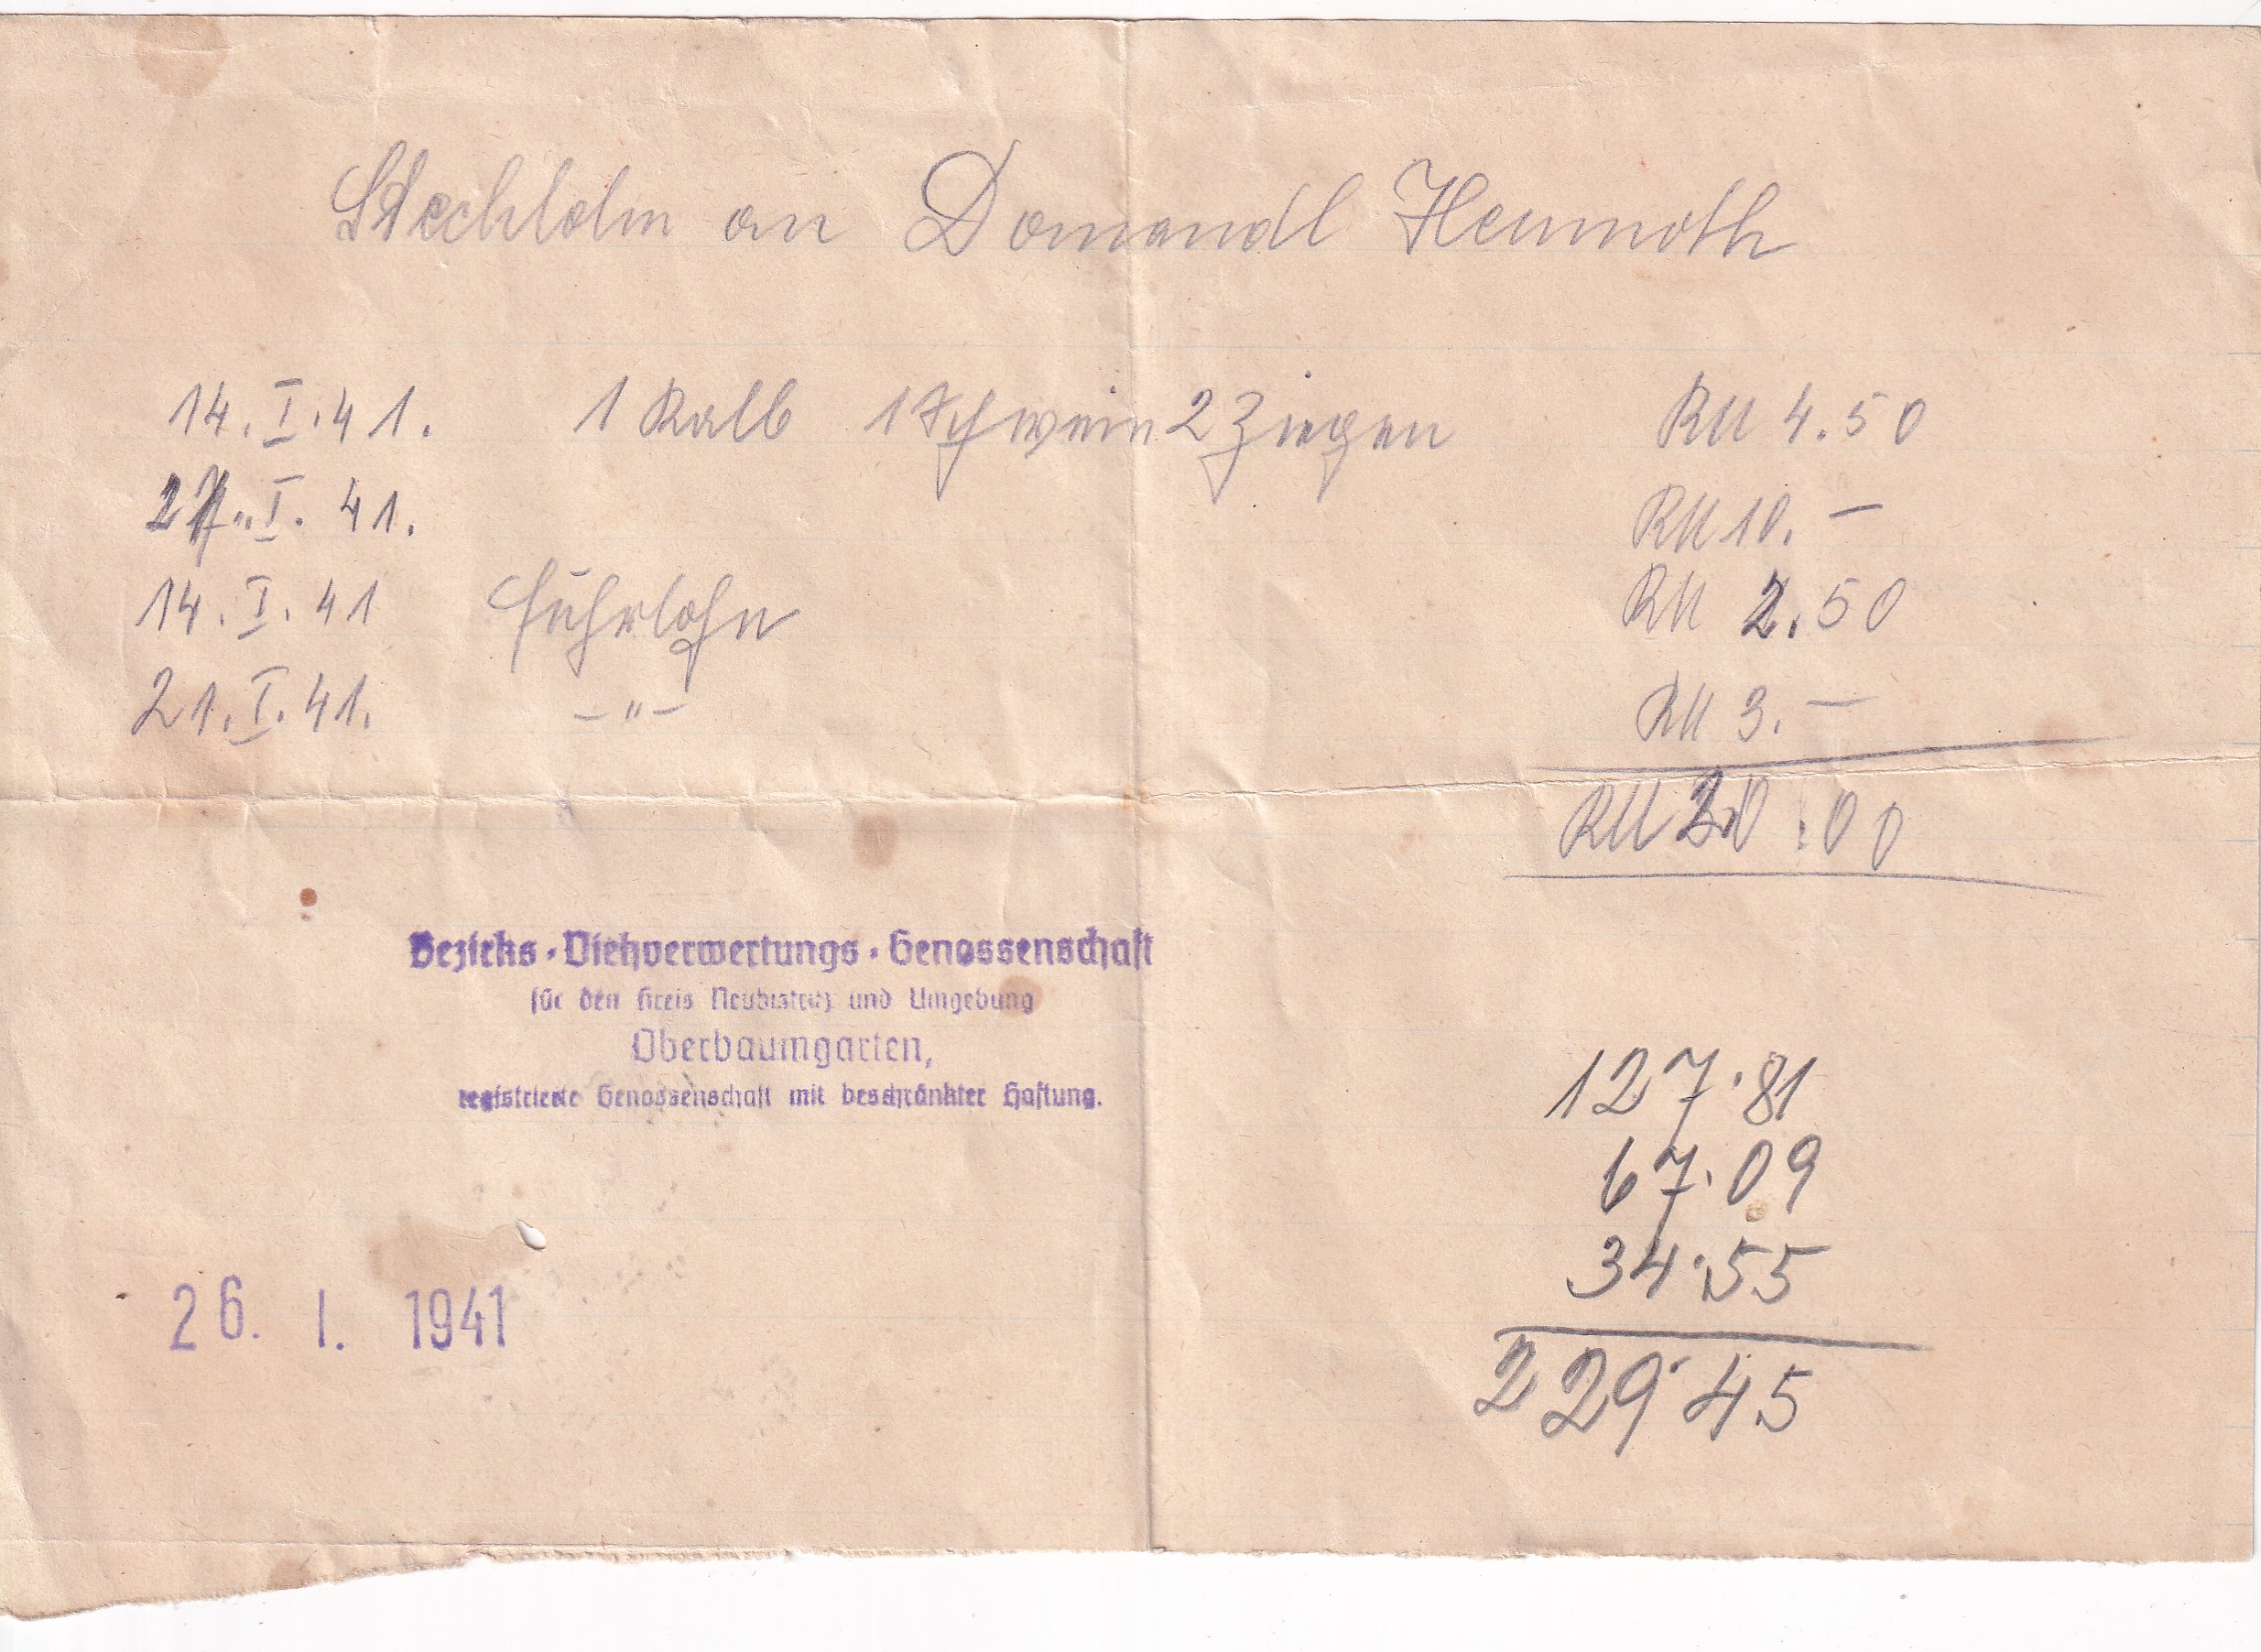 Stechlohn an Domandl Heumoth
14.I.41. 1 Kalb 1 Schwein 2 Ziegen RM 4.50
21.I.41. RM 10.—
14.I.41 Fuhrlohn RM 2.50
21.I.41. —"— RM 3.—
RM 20.00
Bezirks-Viehverwertungs-Genossenschaft
für den Kreis Neubistritz und Umgebung
Oberbaumgarten,
registrierte Genossenschaft mit beschränkter Haftung.
127.81
67.09
34.55
229.45
26. I. 1941